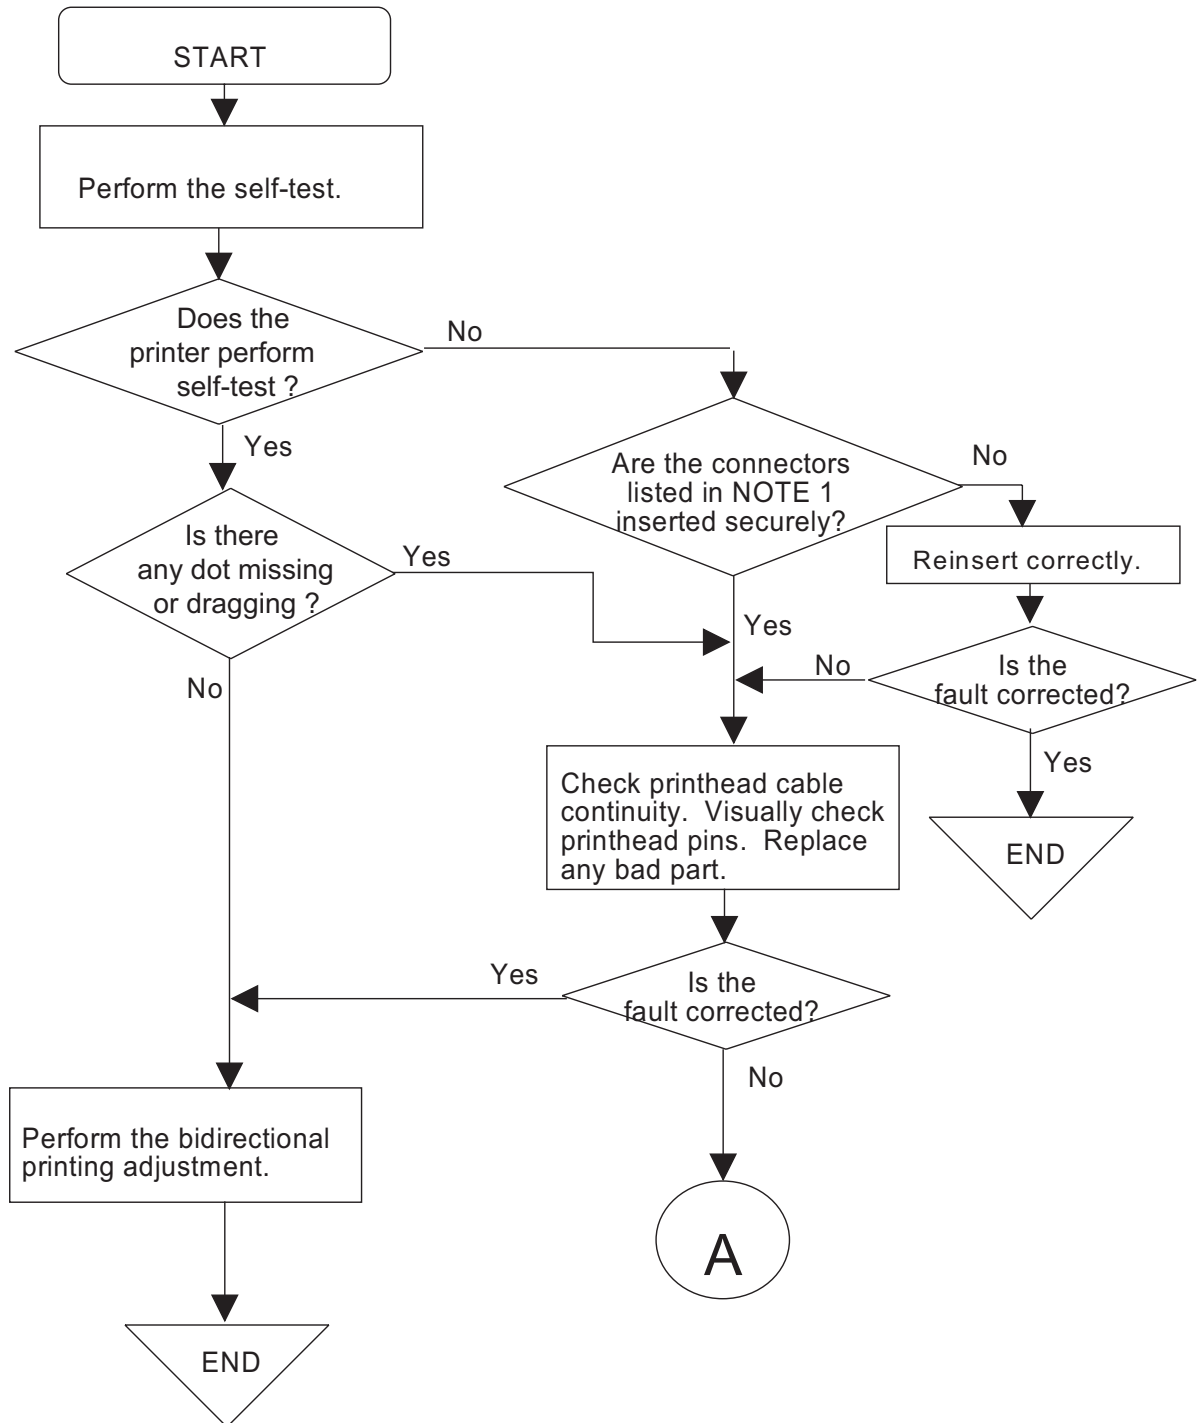 START
Perform the self-test.
Does the
printer perform
self-test ?
No
Yes
Are the connectors
listed in NOTE 1
inserted securely?
No
Is there
any dot missing
or dragging ?
Yes
Reinsert correctly.
Yes
No
Is the
fault corrected?
No
Yes
Check printhead cable
continuity. Visually check
printhead pins. Replace
any bad part.
END
Yes
Is the
fault corrected?
No
Perform the bidirectional
printing adjustment.
A
END